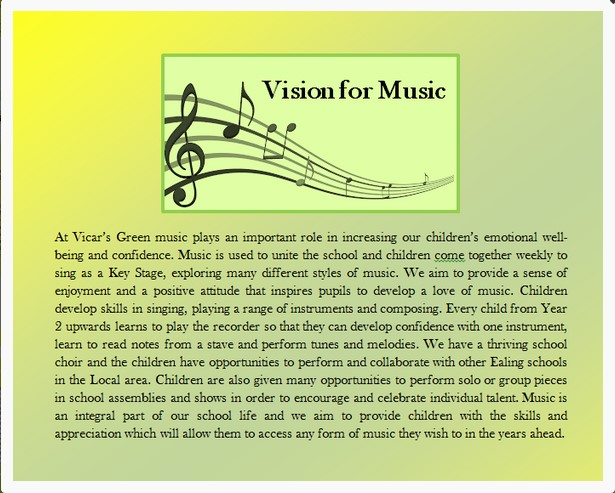 Vision for Music
At Vicar's Green music plays an important role in increasing our children's emotional well-
being and confidence. Music is used to unite the school and children come together weekly to
sing as a Key Stage, exploring many different styles of music. We aim to provide a sense of
enjoyment and a positive attitude that inspires pupils to develop a love of music. Children
develop skills in singing, playing a range of instruments and composing. Every child from Year
2 upwards learns to play the recorder so that they can develop confidence with one instrument,
learn to read notes from a stave and perform tunes and melodies. We have a thriving school
choir and the children have opportunities to perform and collaborate with other Ealing schools
in the Local area. Children are also given many opportunities to perform solo or group pieces
in school assemblies and shows in order to encourage and celebrate individual talent. Music is
an integral part of our school life and we aim to provide children with the skills and
appreciation which will allow them to access any form of music they wish to in the years ahead.